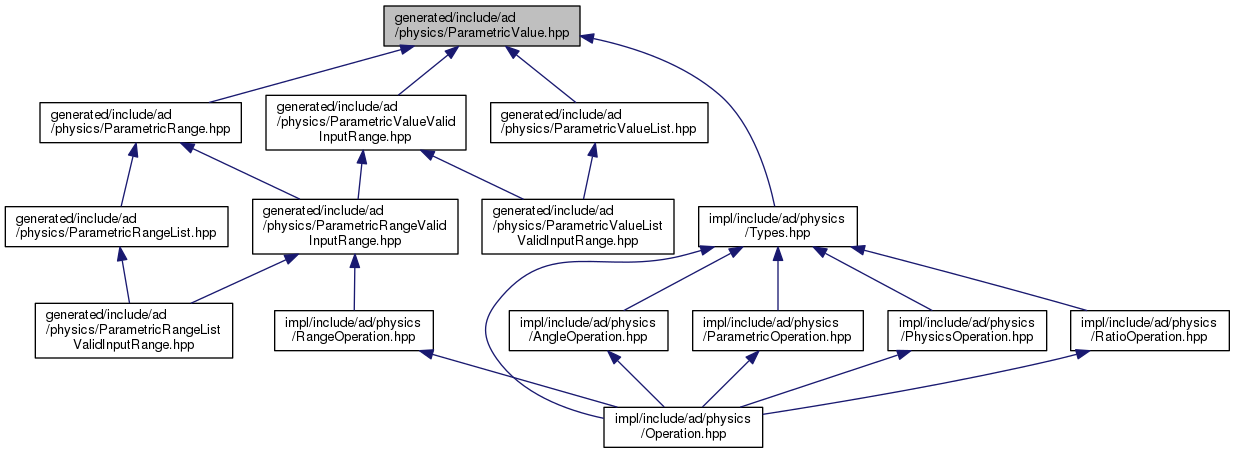 generated/include/ad
/physics/ParametricValue.hpp
generated/include/ad
/physics/ParametricRange.hpp
generated/include/ad
/physics/ParametricValueValid
InputRange.hpp
generated/include/ad
/physics/ParametricValueList.hpp
generated/include/ad
/physics/ParametricRangeList.hpp
generated/include/ad
/physics/ParametricRangeValid
InputRange.hpp
generated/include/ad
/physics/ParametricValueList
ValidInputRange.hpp
impl/include/ad/physics
/Types.hpp
generated/include/ad
/physics/ParametricRangeList
ValidInputRange.hpp
impl/include/ad/physics
/RangeOperation.hpp
impl/include/ad/physics
/AngleOperation.hpp
impl/include/ad/physics
/ParametricOperation.hpp
impl/include/ad/physics
/PhysicsOperation.hpp
impl/include/ad/physics
/RatioOperation.hpp
impl/include/ad/physics
/Operation.hpp